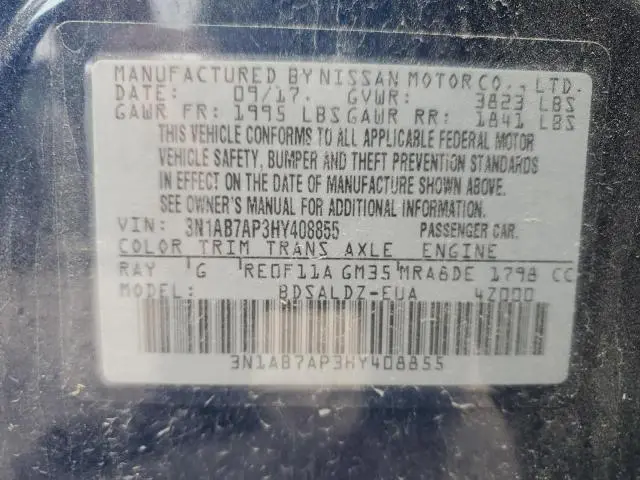 MANUFACTURED BY NISSAN MOTOR CO., LTD.
DATE: 09/17. GVWR: 3823 LBS
GAWR FR: 1995 LBS GAWR RR: 1841 LBS
THIS VEHICLE CONFORMS TO ALL APPLICABLE FEDERAL MOTOR
VEHICLE SAFETY, BUMPER AND THEFT PREVENTION STANDARDS
IN EFFECT ON THE DATE OF MANUFACTURE SHOWN ABOVE.
SEE OWNER'S MANUAL FOR ADDITIONAL INFORMATION.
VIN: 3N1AB7AP3HY408855 PASSENGER CAR.
COLOR TRIM TRANS AXLE ENGINE
RAY G RE0F11A GM35 MRA8DE 1798 CC
MODEL: BDSALDZ-EUA 4Z000
3N1AB7AP3HY408855